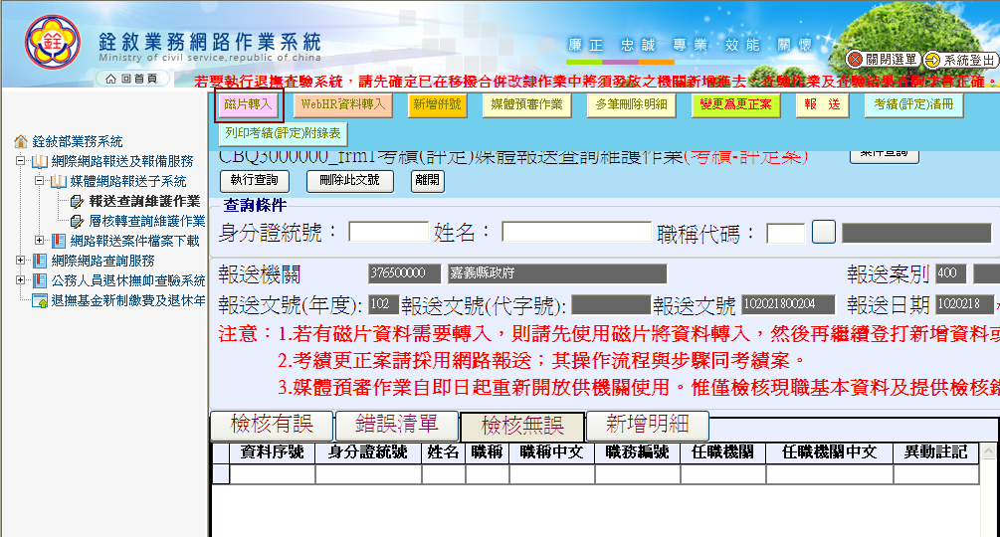 銓敘業務網路作業系統
Ministry of civil service,republic of china
廉正 忠誠 專業 效能 關懷
回首頁
關閉選單 系統登出
若要執行退撫查驗系統，請先確定已在移撥合併改隸作業中將須發放之機關新增進去，查驗作業及查驗結果
磁片轉入 WebHR資料轉入 新增併號 媒體預審作業 多筆刪除明細 變更為更正案 報 送 考績(評定)清冊
列印考績(評定)附錄表
銓敘部業務系統
網際網路報送及報備服務
媒體網路報送子系統
報送查詢維護作業
層核轉查詢維護作業
網路報送案件檔案下載
網際網路查詢服務
公務人員退休撫卹查驗系統
退撫基金新制繳費及退休年
CBQ3000000_frm1考績(評定)媒體報送查詢維護作業(考績-評定案) 案件查詢
執行查詢 刪除此文號 離開
查詢條件
身分證統號： 姓名： 職稱代碼：
報送機關 376500000 嘉義縣政府 報送案別 400
報送文號(年度): 102 報送文號(代字號): 報送文號 102021800204 報送日期 1020218
注意：1.若有磁片資料需要轉入，則請先使用磁片將資料轉入，然後再繼續登打新增資料或
2.考績更正案請採用網路報送；其操作流程與步驟同考績案。
3.媒體預審作業自即日起重新開放供機關使用。惟僅檢核現職基本資料及提供檢核錯
檢核有誤 錯誤清單 檢核無誤 新增明細
資料序號 身分證統號 姓名 職稱 職稱中文 職務編號 任職機關 任職機關中文 異動註記